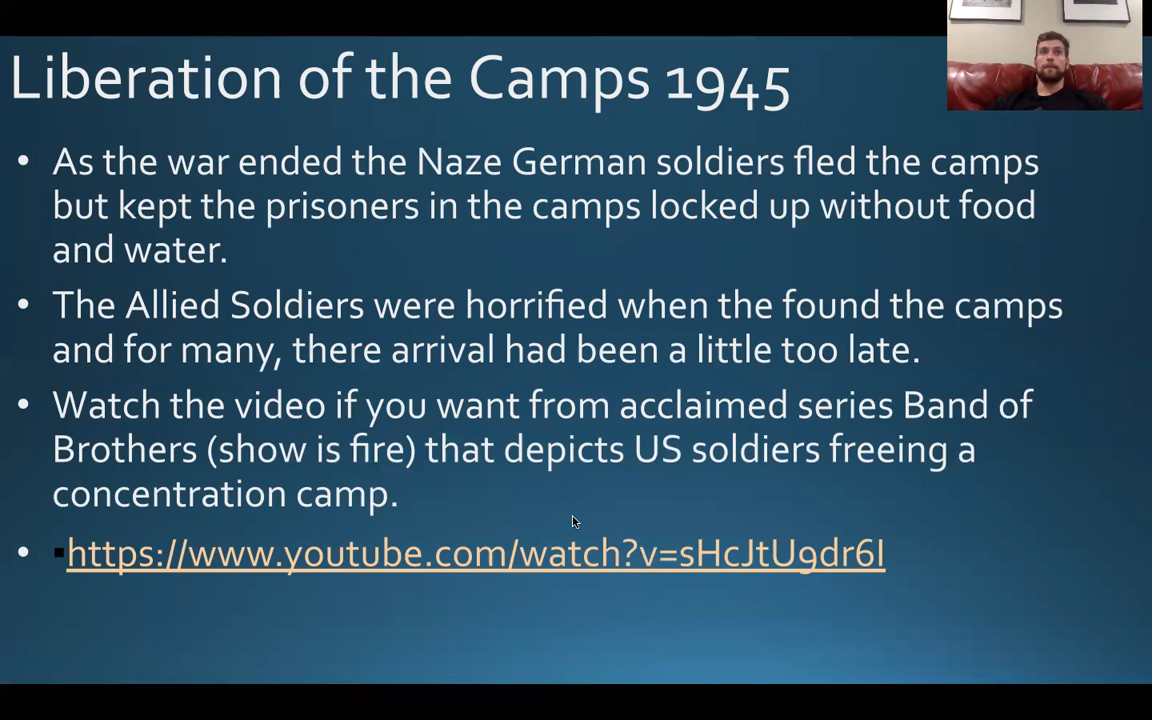 Liberation of the Camps 1945
• As the war ended the Naze German soldiers fled the camps
but kept the prisoners in the camps locked up without food
and water.
• The Allied Soldiers were horrified when the found the camps
and for many, there arrival had been a little too late.
• Watch the video if you want from acclaimed series Band of
Brothers (show is fire) that depicts US soldiers freeing a
concentration camp.
• ▪https://www.youtube.com/watch?v=sHcJtU9dr6I